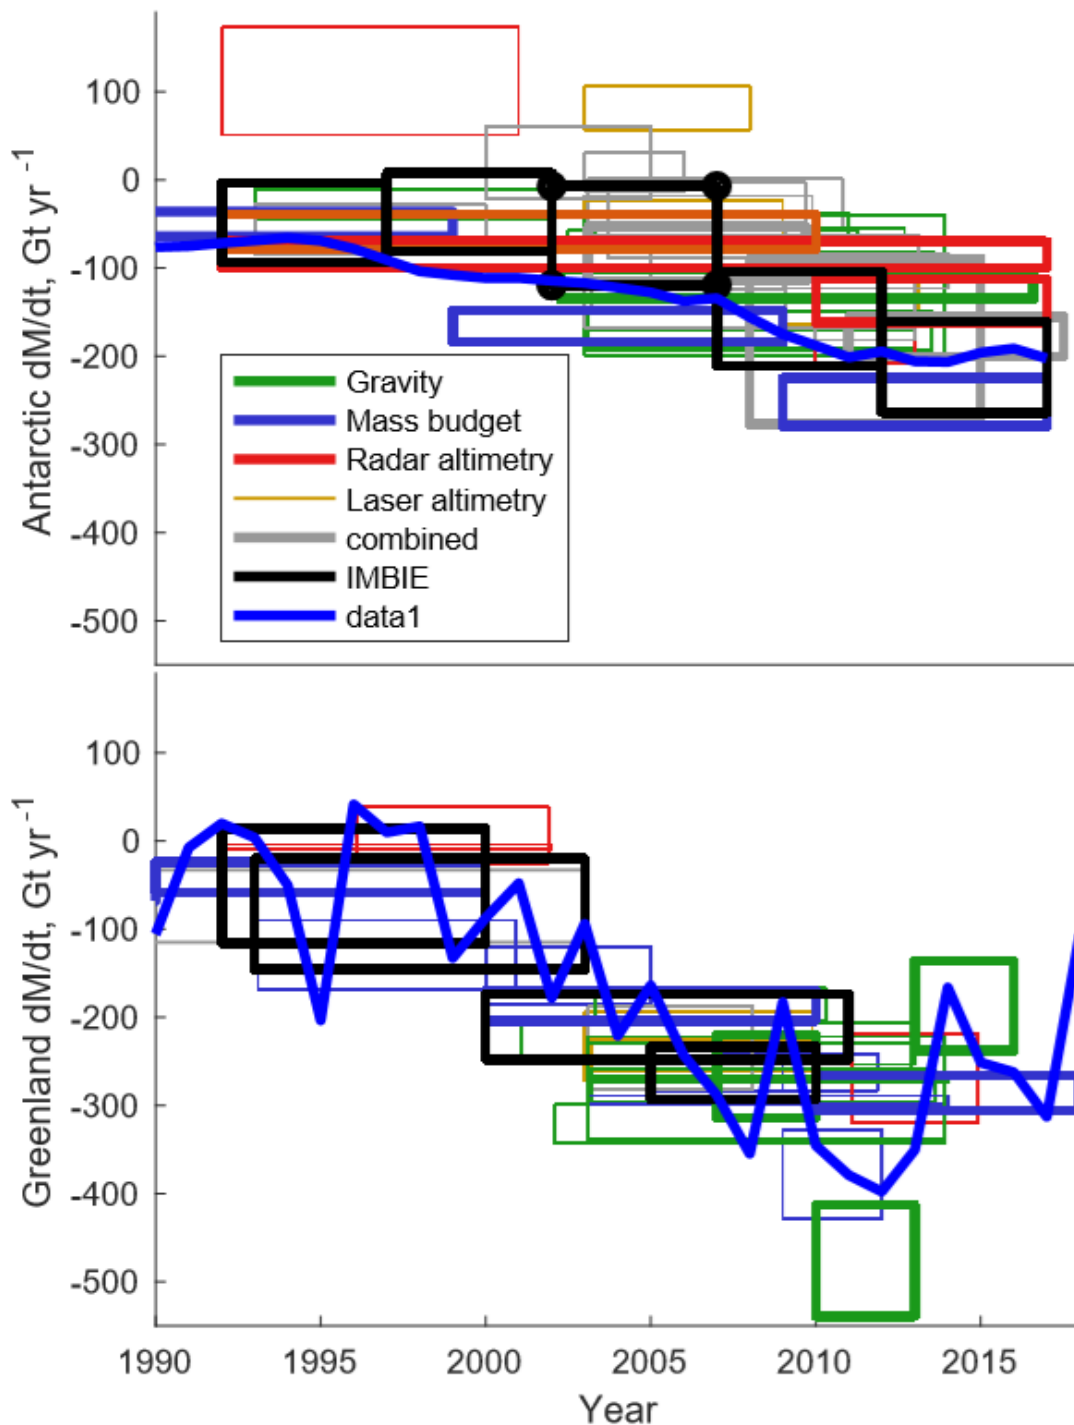 Antarctic dM/dt, Gt yr -1
100
0
-100
-200
-300
-400
-500
Gravity
Mass budget
Radar altimetry
Laser altimetry
combined
IMBIE
data1
Greenland dM/dt, Gt yr -1
100
0
-100
-200
-300
-400
-500
1990 1995 2000 2005 2010 2015
Year